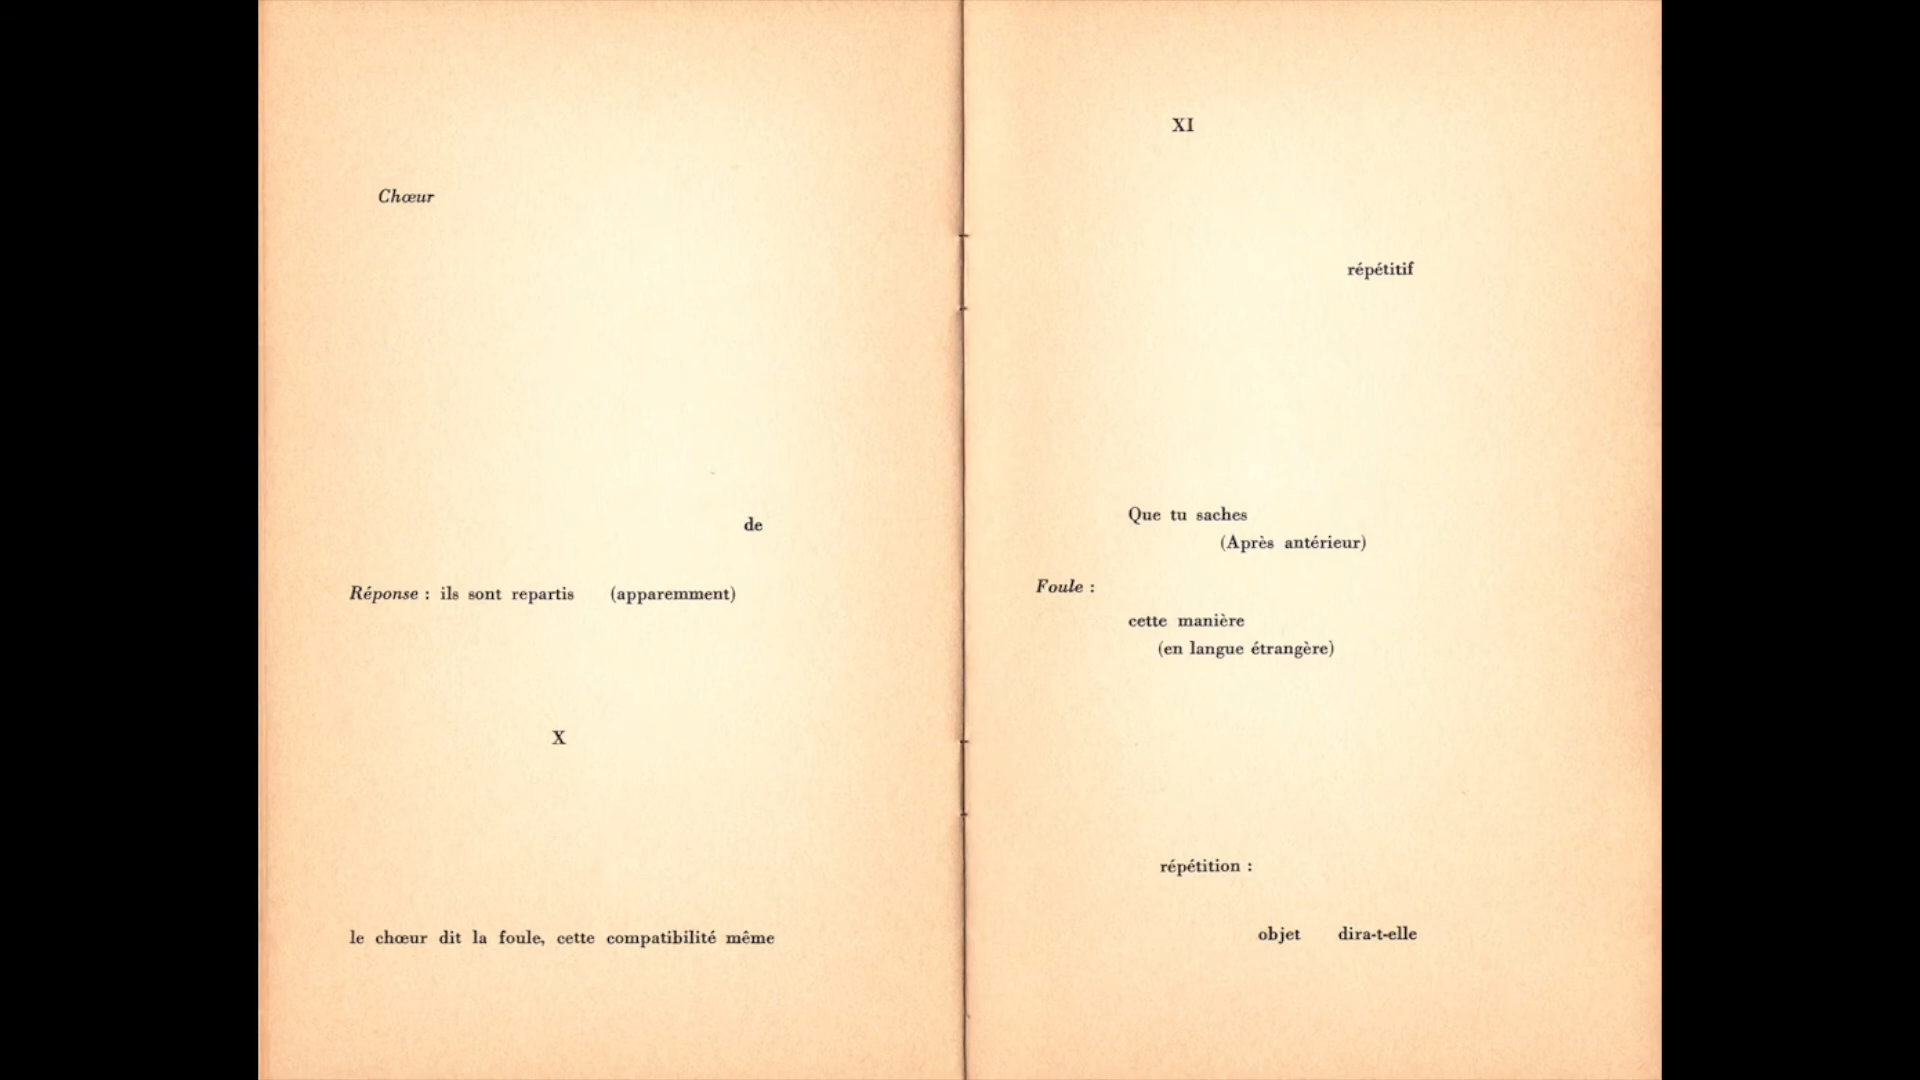 Chœur
de
Réponse : ils sont repartis (apparemment)
X
le chœur dit la foule, cette compatibilité même
XI
répétitif
Que tu saches
(Après antérieur)
Foule :
cette manière
(en langue étrangère)
répétition :
objet dira-t-elle